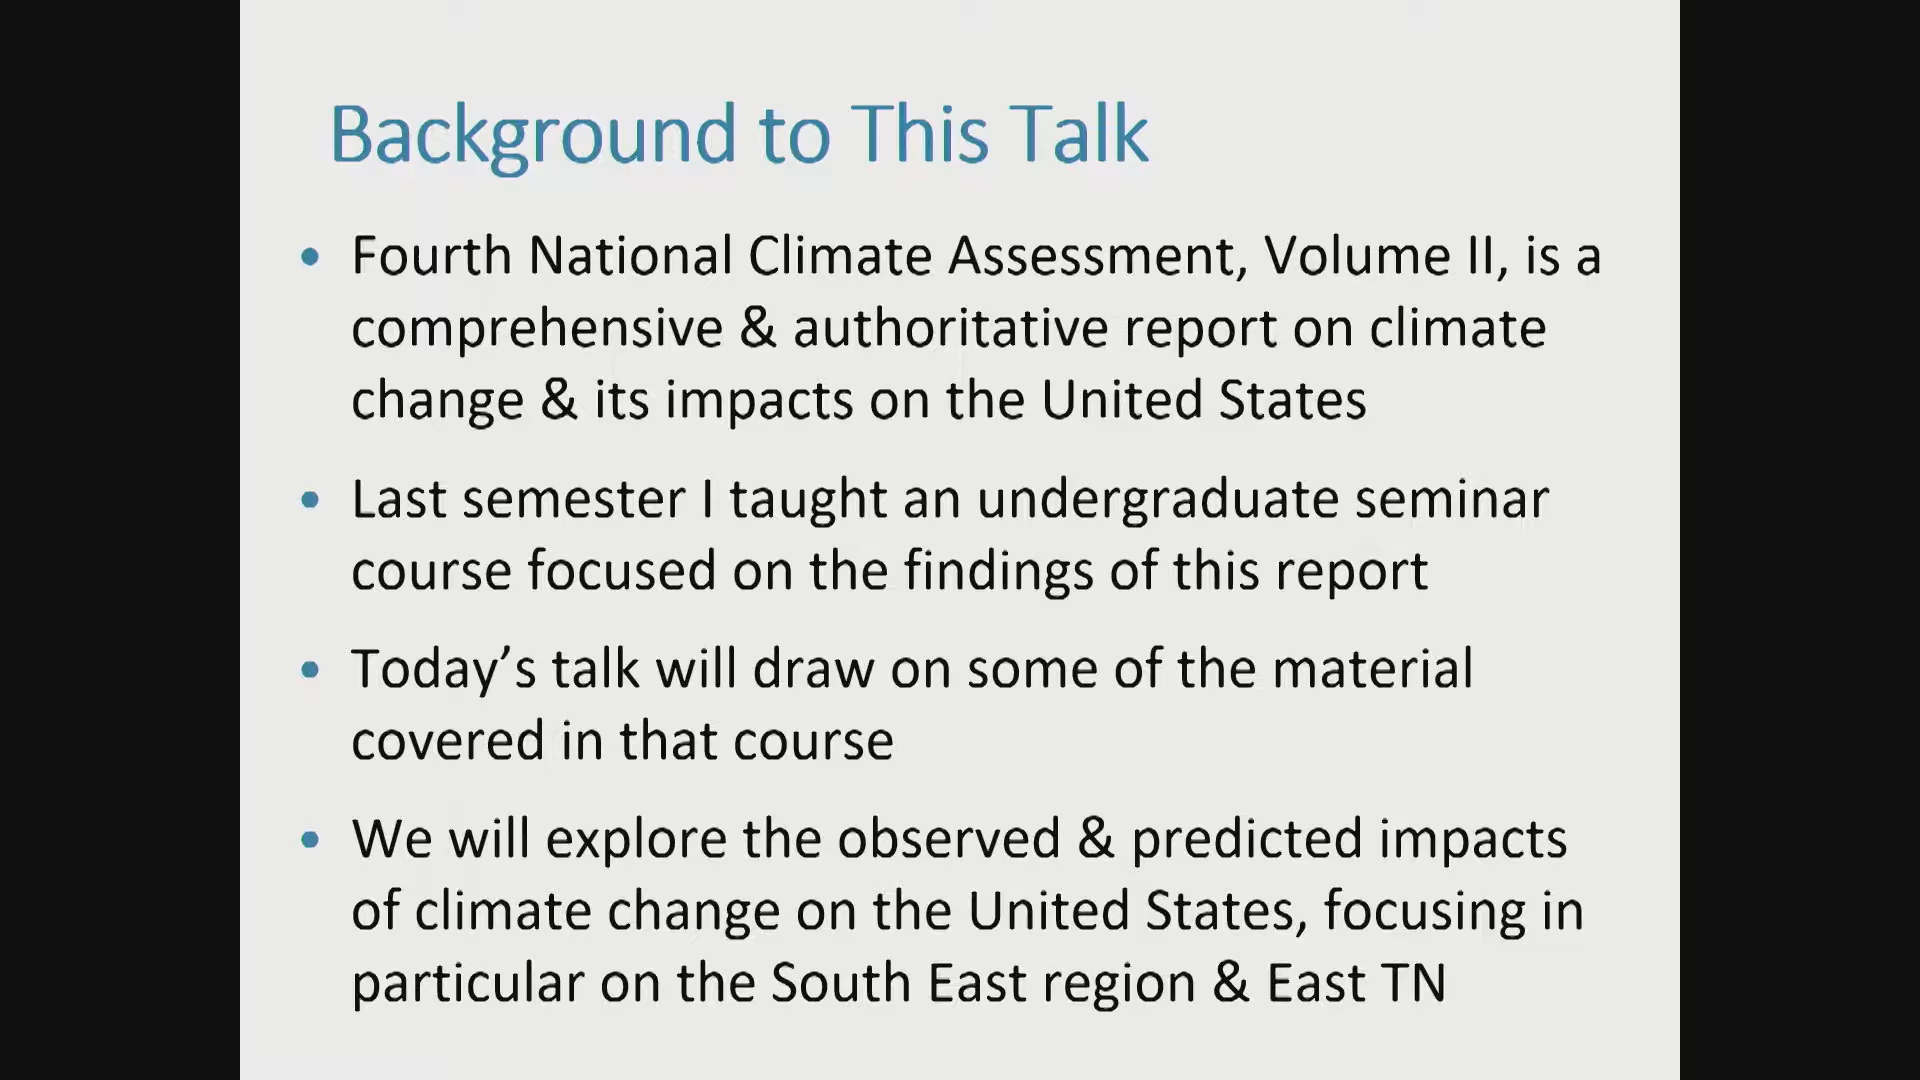 Background to This Talk
• Fourth National Climate Assessment, Volume II, is a
comprehensive & authoritative report on climate
change & its impacts on the United States
• Last semester I taught an undergraduate seminar
course focused on the findings of this report
• Today’s talk will draw on some of the material
covered in that course
• We will explore the observed & predicted impacts
of climate change on the United States, focusing in
particular on the South East region & East TN